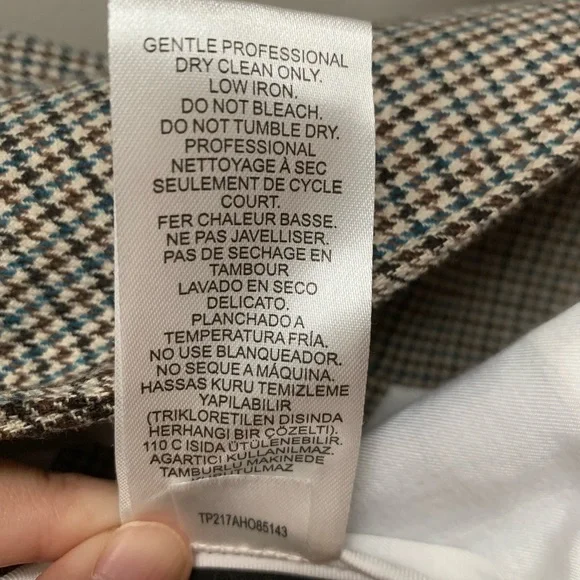 GENTLE PROFESSIONAL
DRY CLEAN ONLY.
LOW IRON.
DO NOT BLEACH.
DO NOT TUMBLE DRY.
PROFESSIONAL
NETTOYAGE À SEC
SEULEMENT DE CYCLE
COURT.
FER CHALEUR BASSE.
NE PAS JAVELLISER.
PAS DE SECHAGE EN
TAMBOUR
LAVADO EN SECO
DELICATO.
PLANCHADO A
TEMPERATURA FRÍA.
NO USE BLANQUEADOR.
NO SEQUE A MÁQUINA.
HASSAS KURU TEMIZLEME
YAPILABILIR
(TRIKLORETILEN DISINDA
HERHANGI BIR ÇÖZELTI).
110 C ISIDA ÜTÜLENEBILIR.
AGARTICI KULLANILMAZ.
TAMBURLU MAKINEDE
KURUTULMAZ
TP217AHO85143